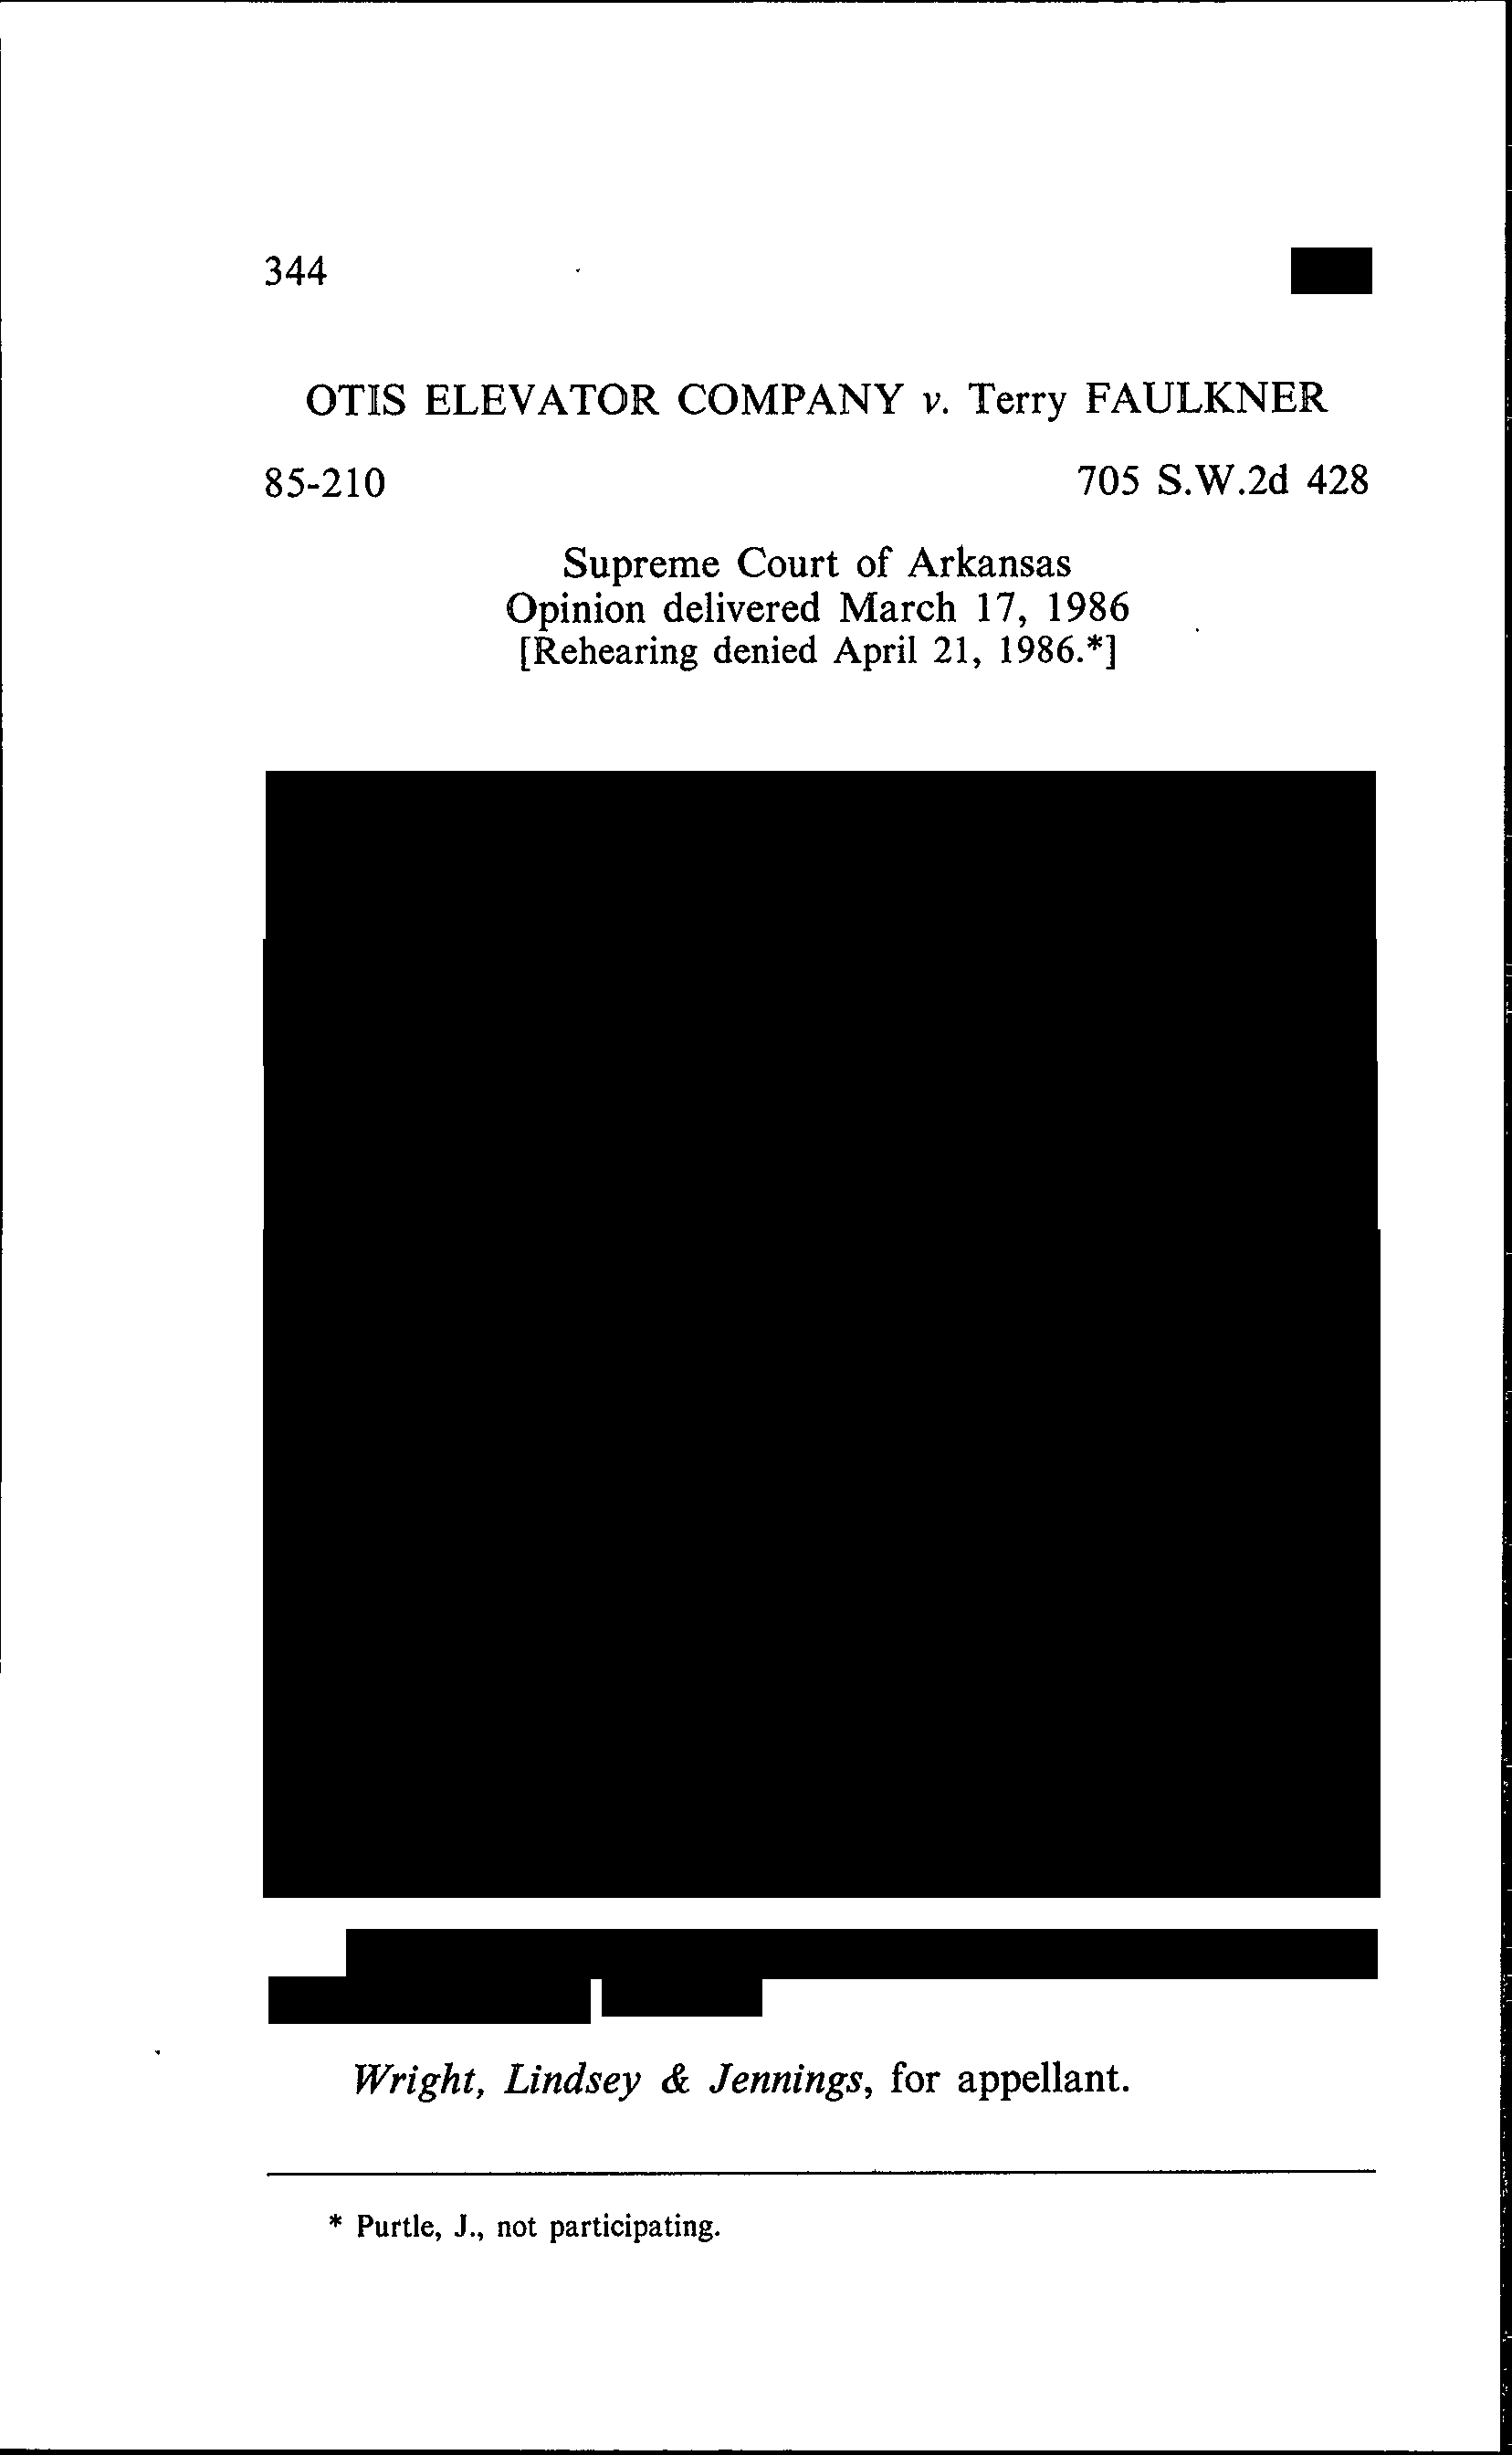 344
OTIS ELEVATOR COMPANY v. Terry FAULKNER
85-210 705 S.W.2d 428
Supreme Court of Arkansas
Opinion delivered March 17, 1986
[Rehearing denied April 21, 1986.*]
Wright, Lindsey & Jennings, for appellant.
* Purtle, J., not participating.